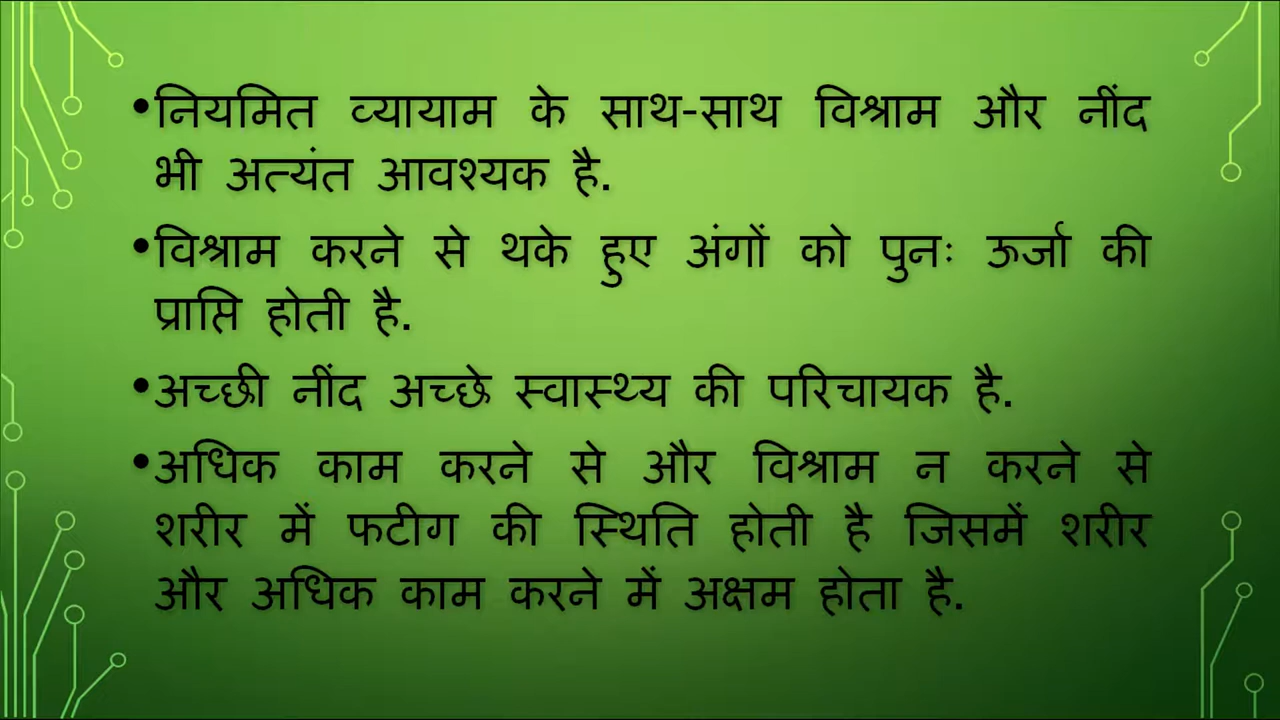 •नियमित व्यायाम के साथ-साथ विश्राम और नींद
भी अत्यंत आवश्यक है.
•विश्राम करने से थके हुए अंगों को पुनः ऊर्जा की
प्राप्ति होती है.
•अच्छी नींद अच्छे स्वास्थ्य की परिचायक है.
•अधिक काम करने से और विश्राम न करने से
शरीर में फटीग की स्थिति होती है जिसमें शरीर
और अधिक काम करने में अक्षम होता है.